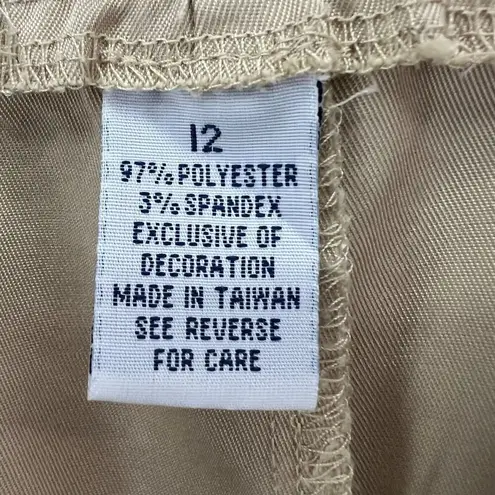 12
97% POLYESTER
3% SPANDEX
EXCLUSIVE OF
DECORATION
MADE IN TAIWAN
SEE REVERSE
FOR CARE